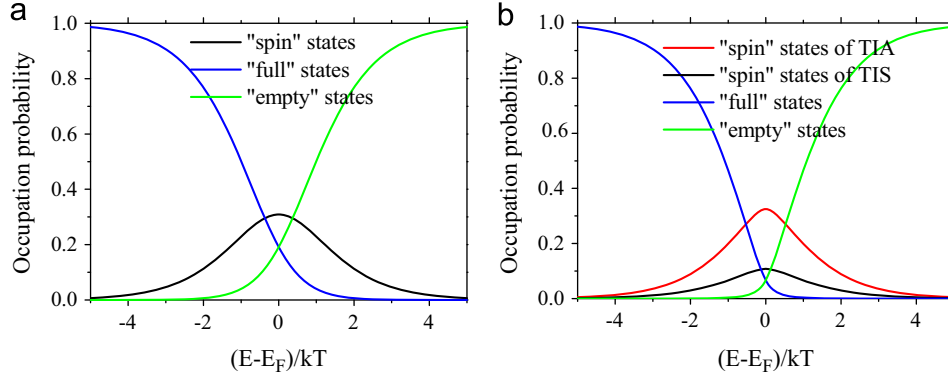 a
1.0
0.8
0.6
0.4
0.2
0.0
Occupation probability
"spin" states
"full" states
"empty" states
-4
-2
0
2
4
(E-E_F)/kT
b
1.0
0.8
0.6
0.4
0.2
0.0
Occupation probability
"spin" states of TIA
"spin" states of TIS
"full" states
"empty" states
-4
-2
0
2
4
(E-E_F)/kT